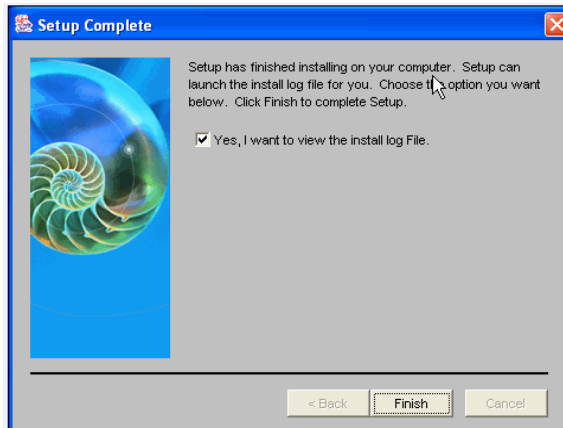 Setup Complete
Setup has finished installing on your computer.  Setup can
launch the install log file for you.  Choose the option you want
below.  Click Finish to complete Setup.
Yes, I want to view the install log File.
< Back
Finish
Cancel